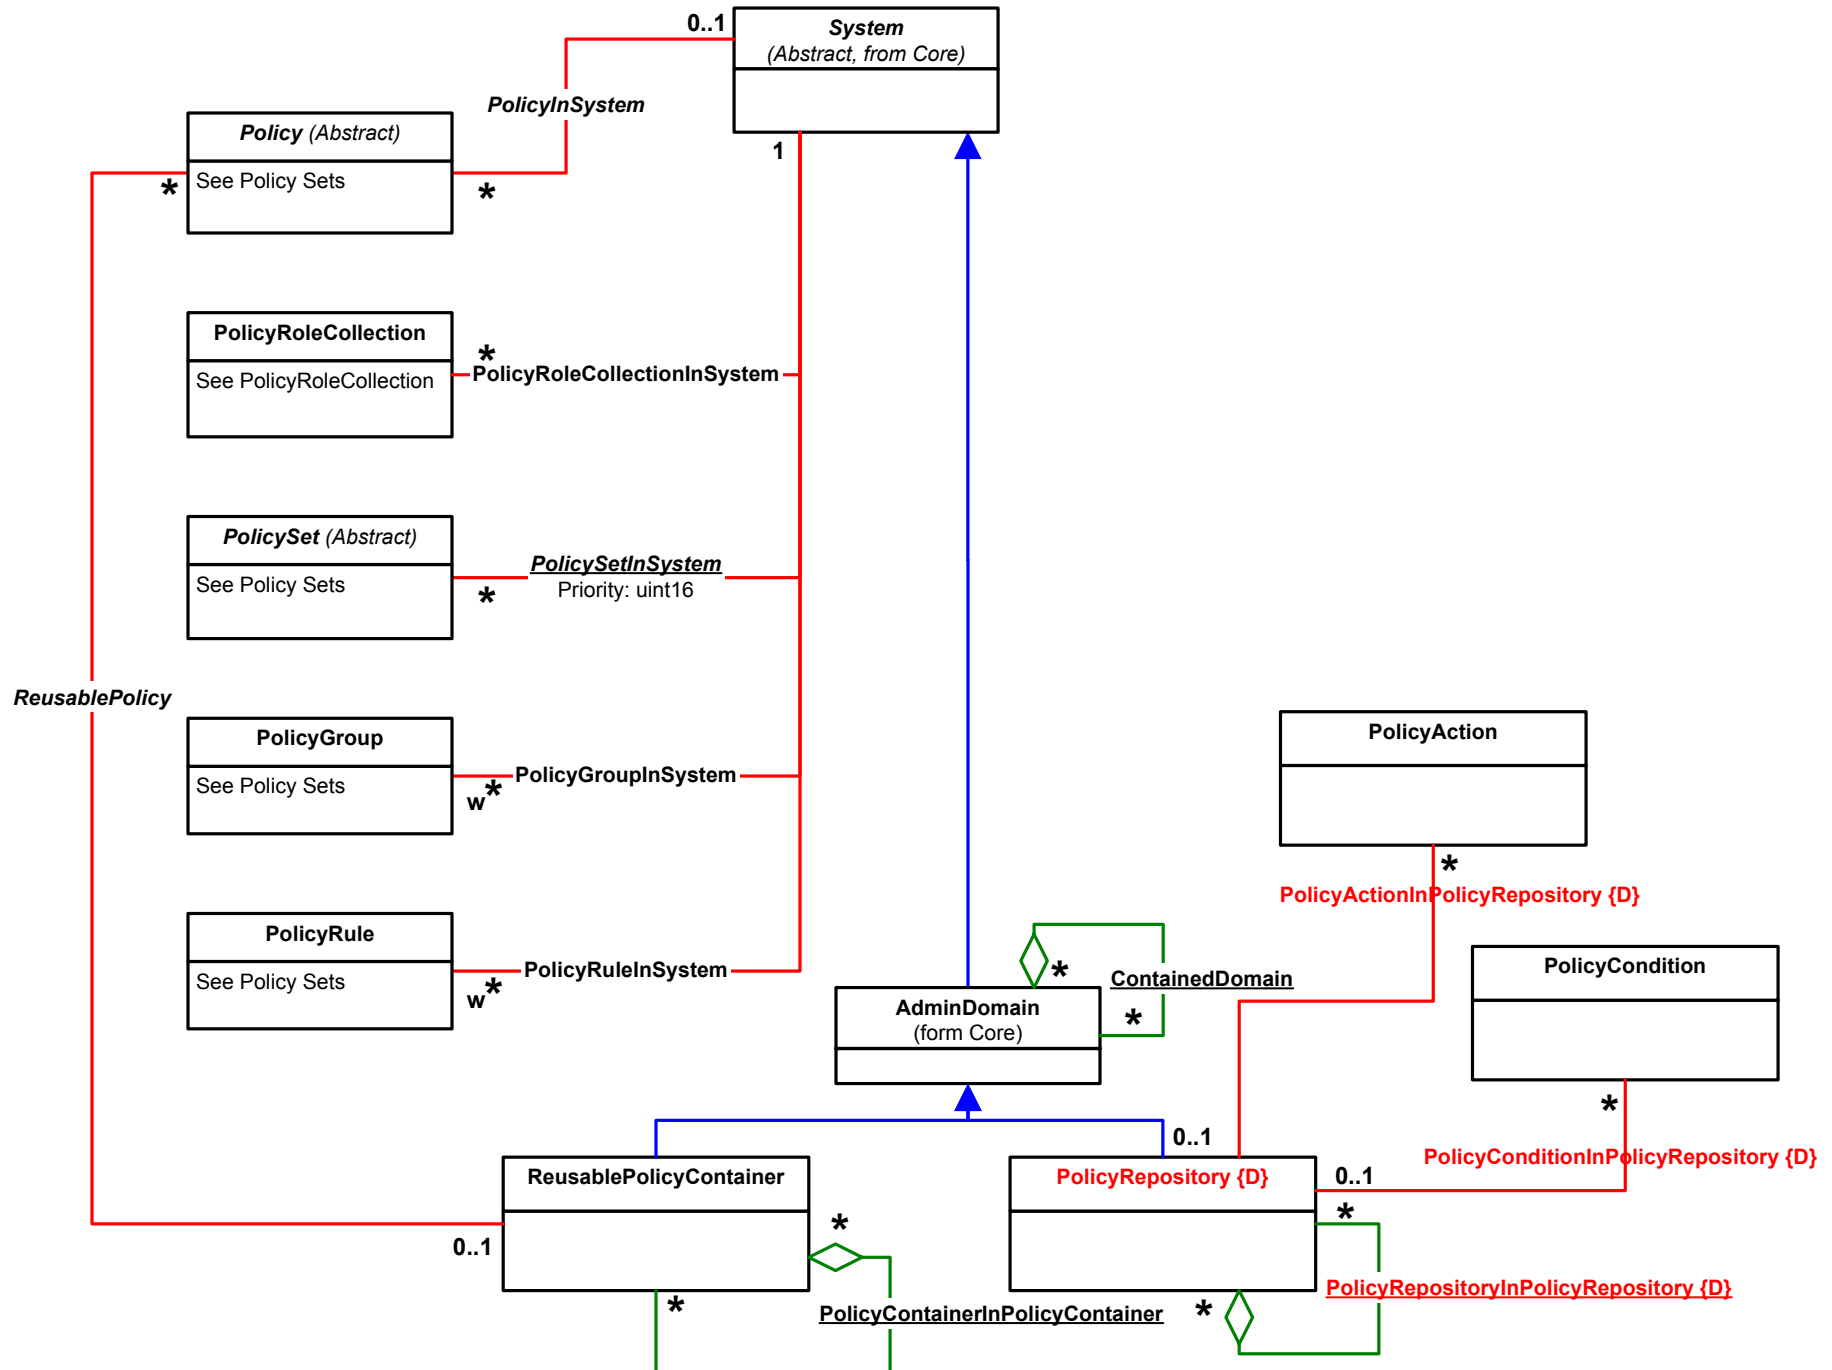 0..1
System
(Abstract, from Core)
PolicyInSystem
Policy (Abstract)
1
*
See Policy Sets
*
PolicyRoleCollection
*
See PolicyRoleCollection
PolicyRoleCollectionInSystem
PolicySet (Abstract)
See Policy Sets
*
PolicySetInSystem
Priority: uint16
ReusablePolicy
PolicyGroup
See Policy Sets
w*
PolicyGroupInSystem
PolicyAction
*
PolicyActionInPolicyRepository {D}
PolicyRule
See Policy Sets
w*
PolicyRuleInSystem
*
ContainedDomain
*
AdminDomain
(form Core)
PolicyCondition
*
0..1
PolicyConditionInPolicyRepository {D}
ReusablePolicyContainer
PolicyRepository {D}
0..1
*
*
0..1
*
PolicyContainerInPolicyContainer
*
PolicyRepositoryInPolicyRepository {D}